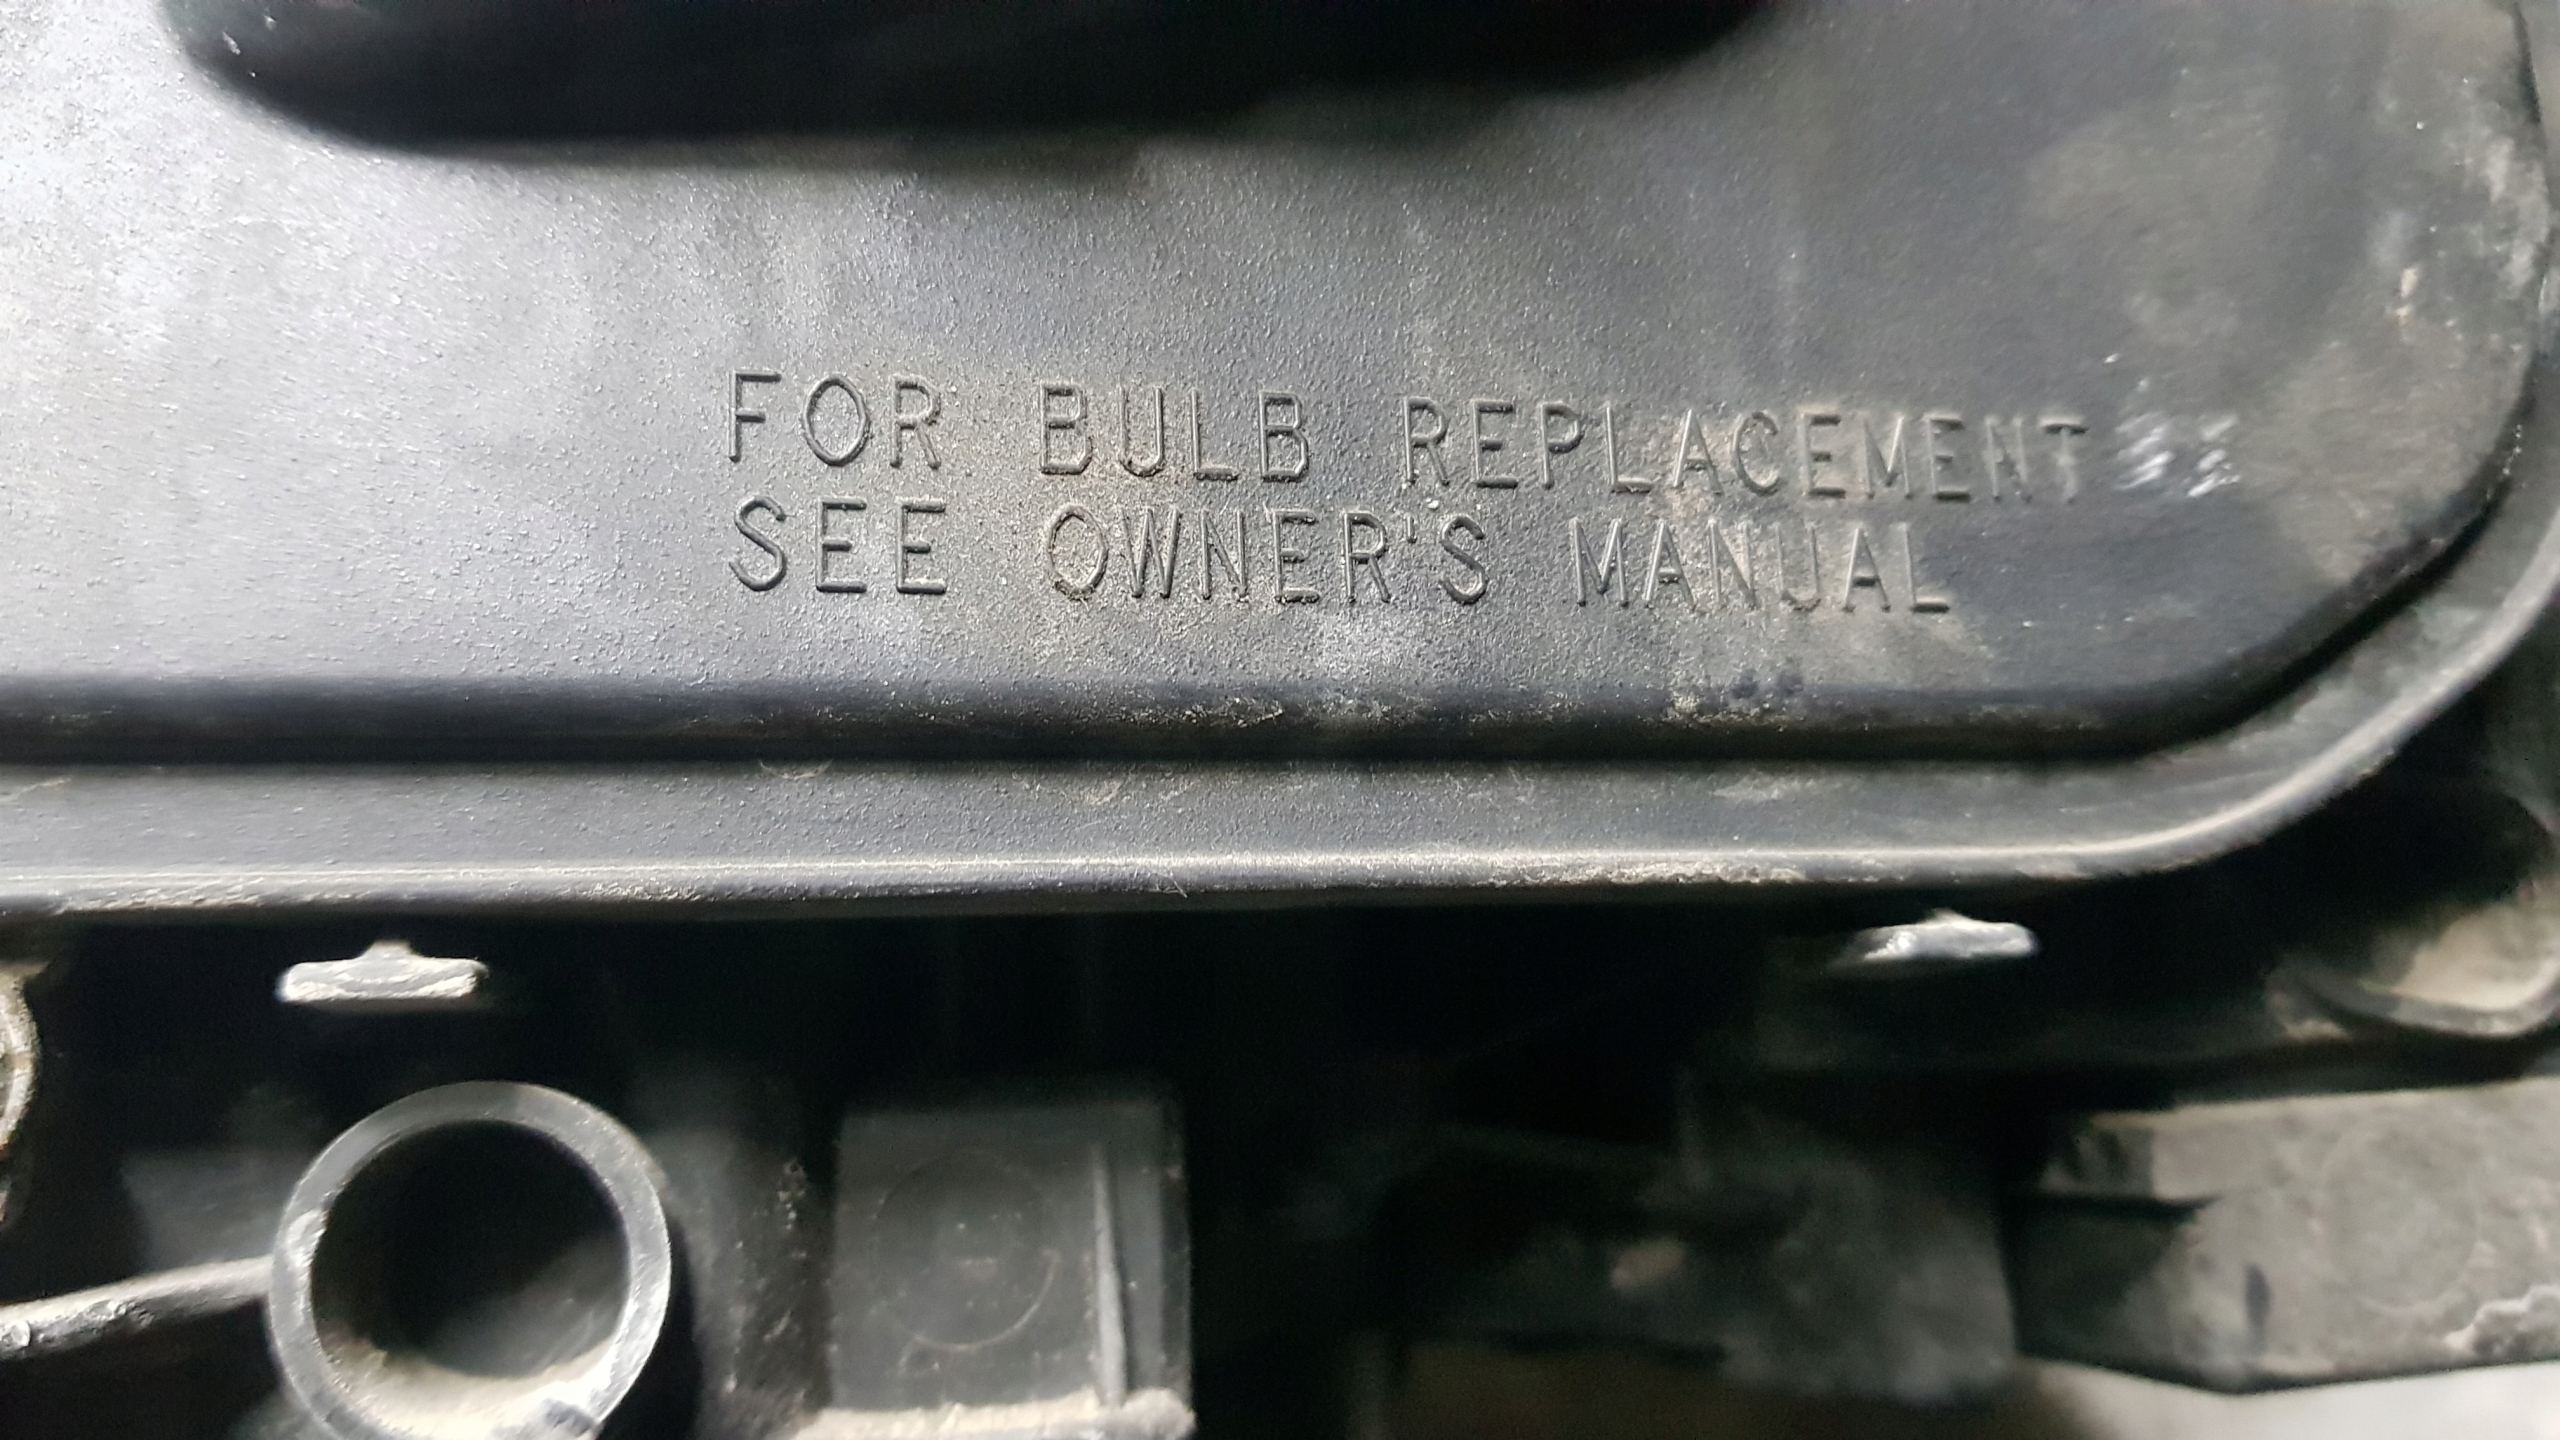 FOR BULB REPLACEMENT
SEE OWNER'S MANUAL